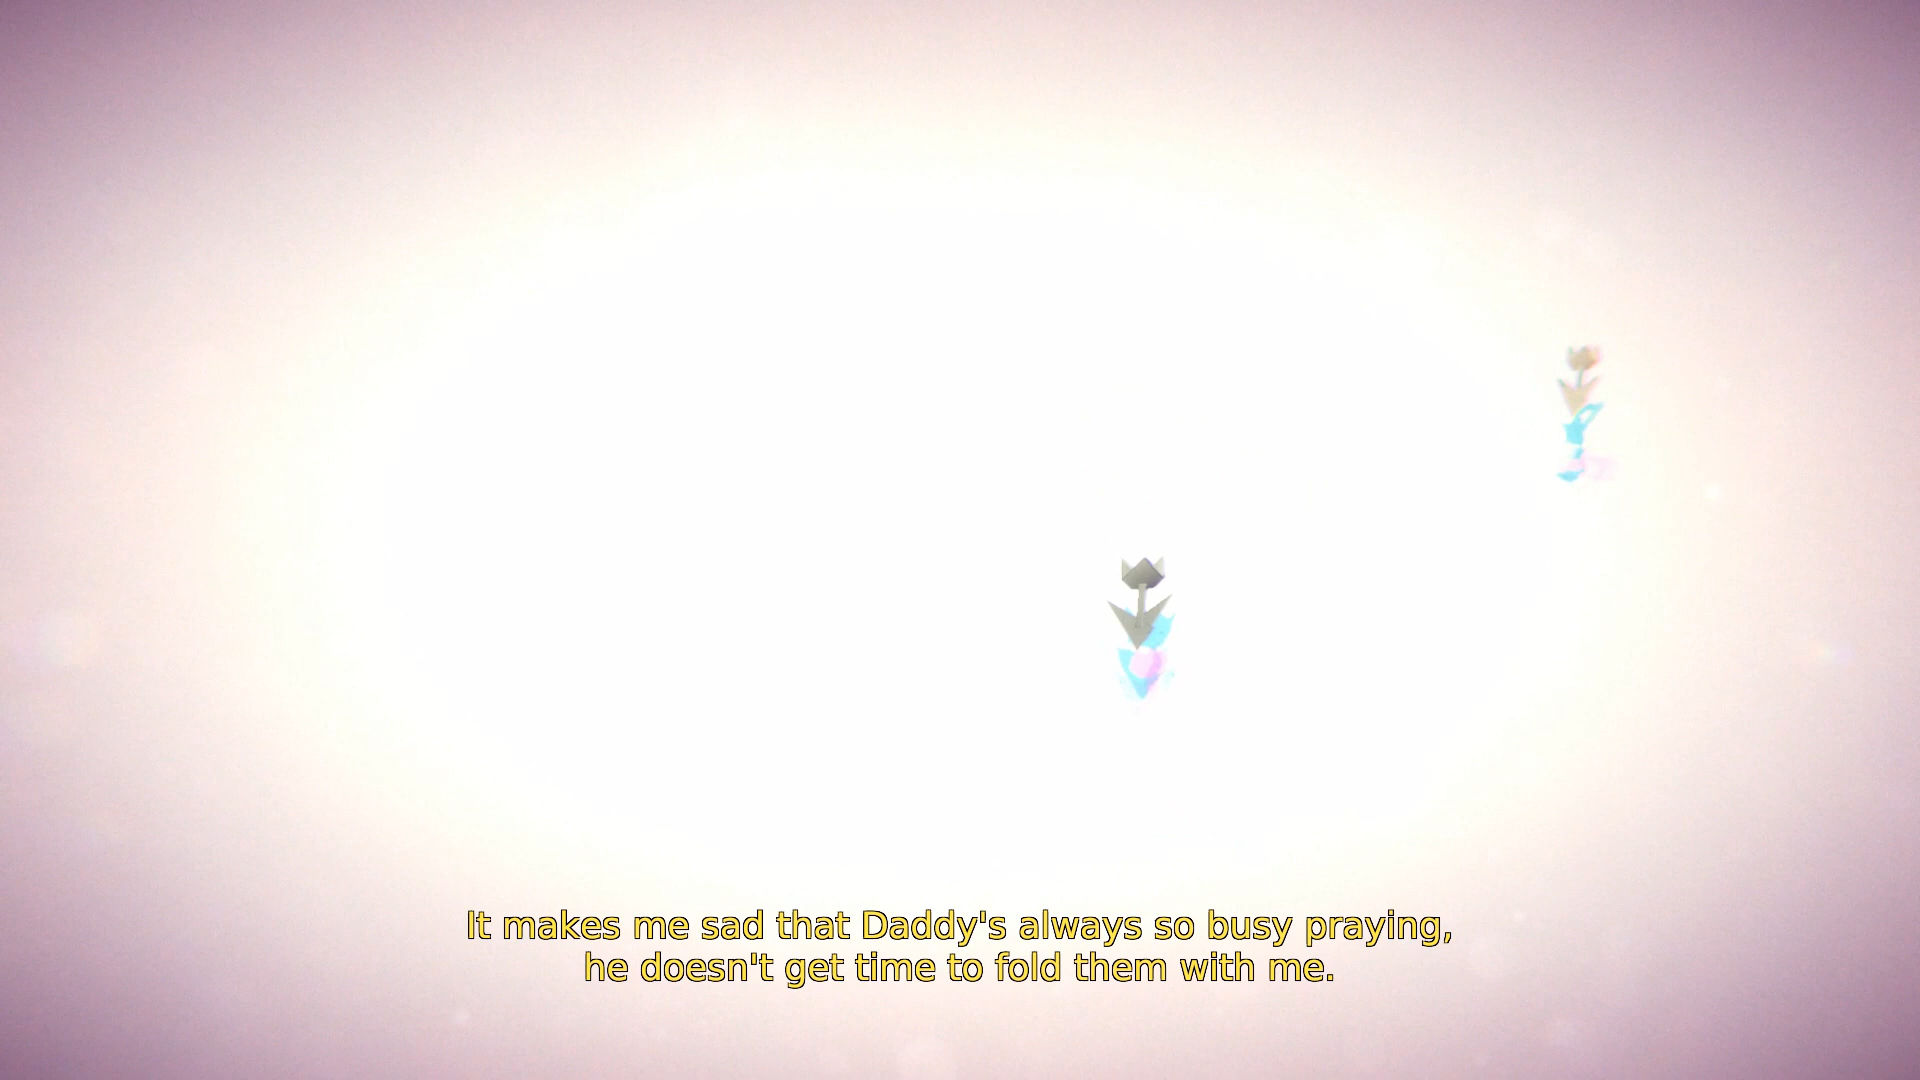 It makes me sad that Daddy's always so busy praying,
he doesn't get time to fold them with me.